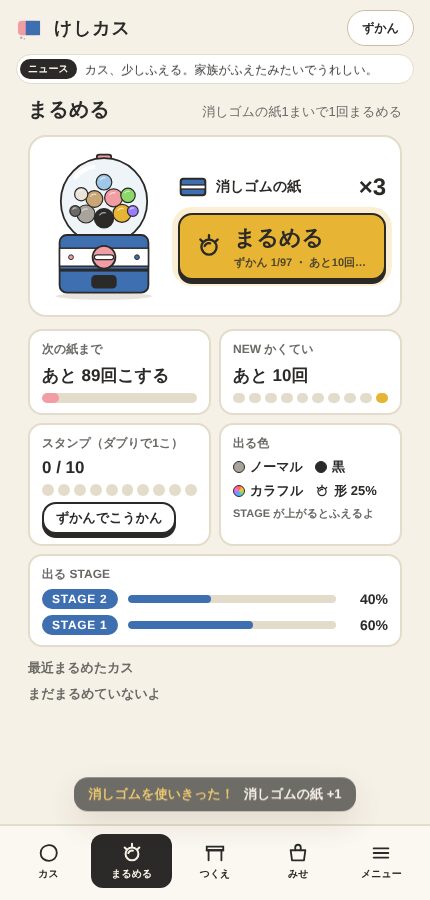 けしカス
ずかん
ニュース カス、少しふえる。家族がふえたみたいでうれしい。
まるめる 消しゴムの紙1まいで1回まるめる
消しゴムの紙 ×3
まるめる
ずかん 1/97 ・ あと10回…
次の紙まで
あと 89回こする
NEW かくてい
あと 10回
スタンプ（ダブりで1こ）
0 / 10
ずかんでこうかん
出る色
ノーマル 黒
カラフル 形 25%
STAGE が上がるとふえるよ
出る STAGE
STAGE 2 40%
STAGE 1 60%
最近まるめたカス
まだまるめていないよ
消しゴムを使いきった！ 消しゴムの紙 +1
カス まるめる つくえ みせ メニュー